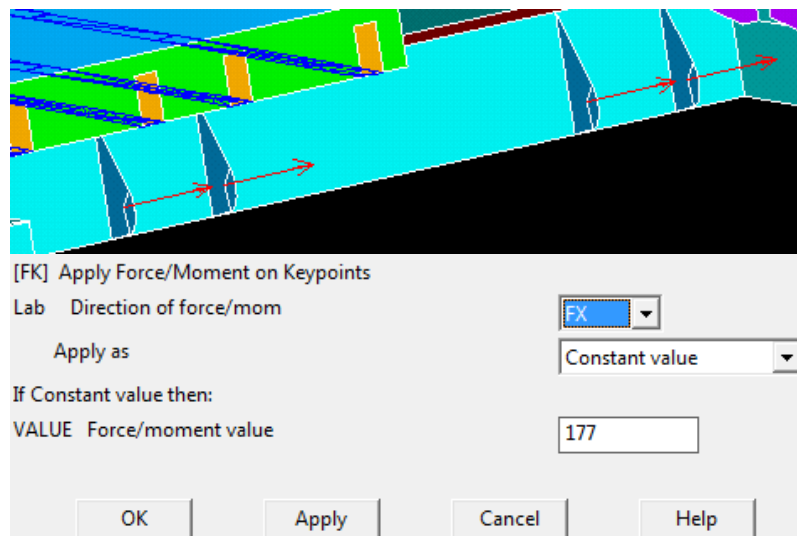 [FK] Apply Force/Moment on Keypoints
Lab Direction of force/mom FX
Apply as Constant value
If Constant value then:
VALUE Force/moment value 177
OK Apply Cancel Help